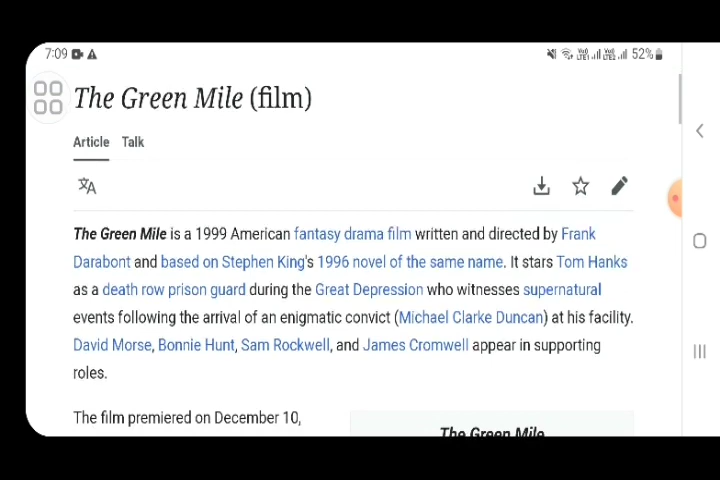 7:09
VoD LTE1 VoD LTE2 52%
The Green Mile (film)
Article Talk
The Green Mile is a 1999 American fantasy drama film written and directed by Frank
Darabont and based on Stephen King's 1996 novel of the same name. It stars Tom Hanks
as a death row prison guard during the Great Depression who witnesses supernatural
events following the arrival of an enigmatic convict (Michael Clarke Duncan) at his facility.
David Morse, Bonnie Hunt, Sam Rockwell, and James Cromwell appear in supporting
roles.
The film premiered on December 10,
The Green Mile